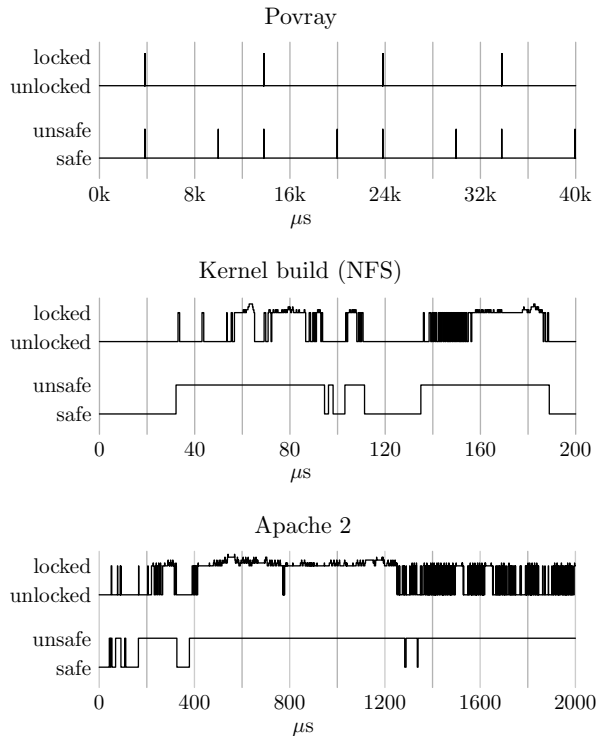 Povray
locked
unlocked
unsafe
safe
0k 8k 16k 24k 32k 40k
μs
Kernel build (NFS)
locked
unlocked
unsafe
safe
0 40 80 120 160 200
μs
Apache 2
locked
unlocked
unsafe
safe
0 400 800 1200 1600 2000
μs